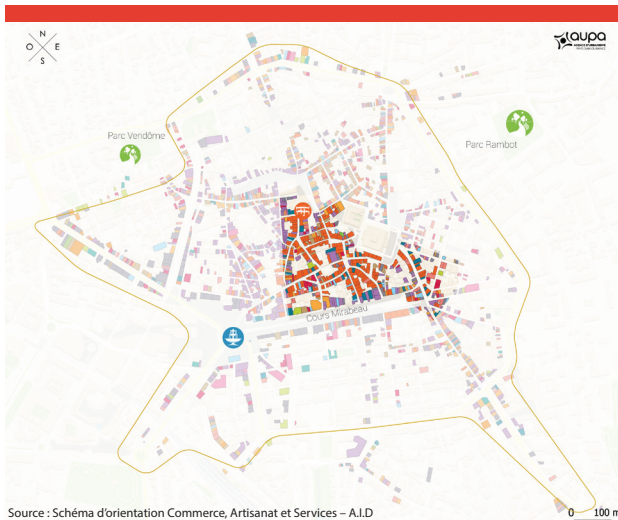 N
O E
S
aupa
Parc Vendôme
Parc Rambot
Cours Mirabeau
Source : Schéma d'orientation Commerce, Artisanat et Services – A.I.D
0 100 m